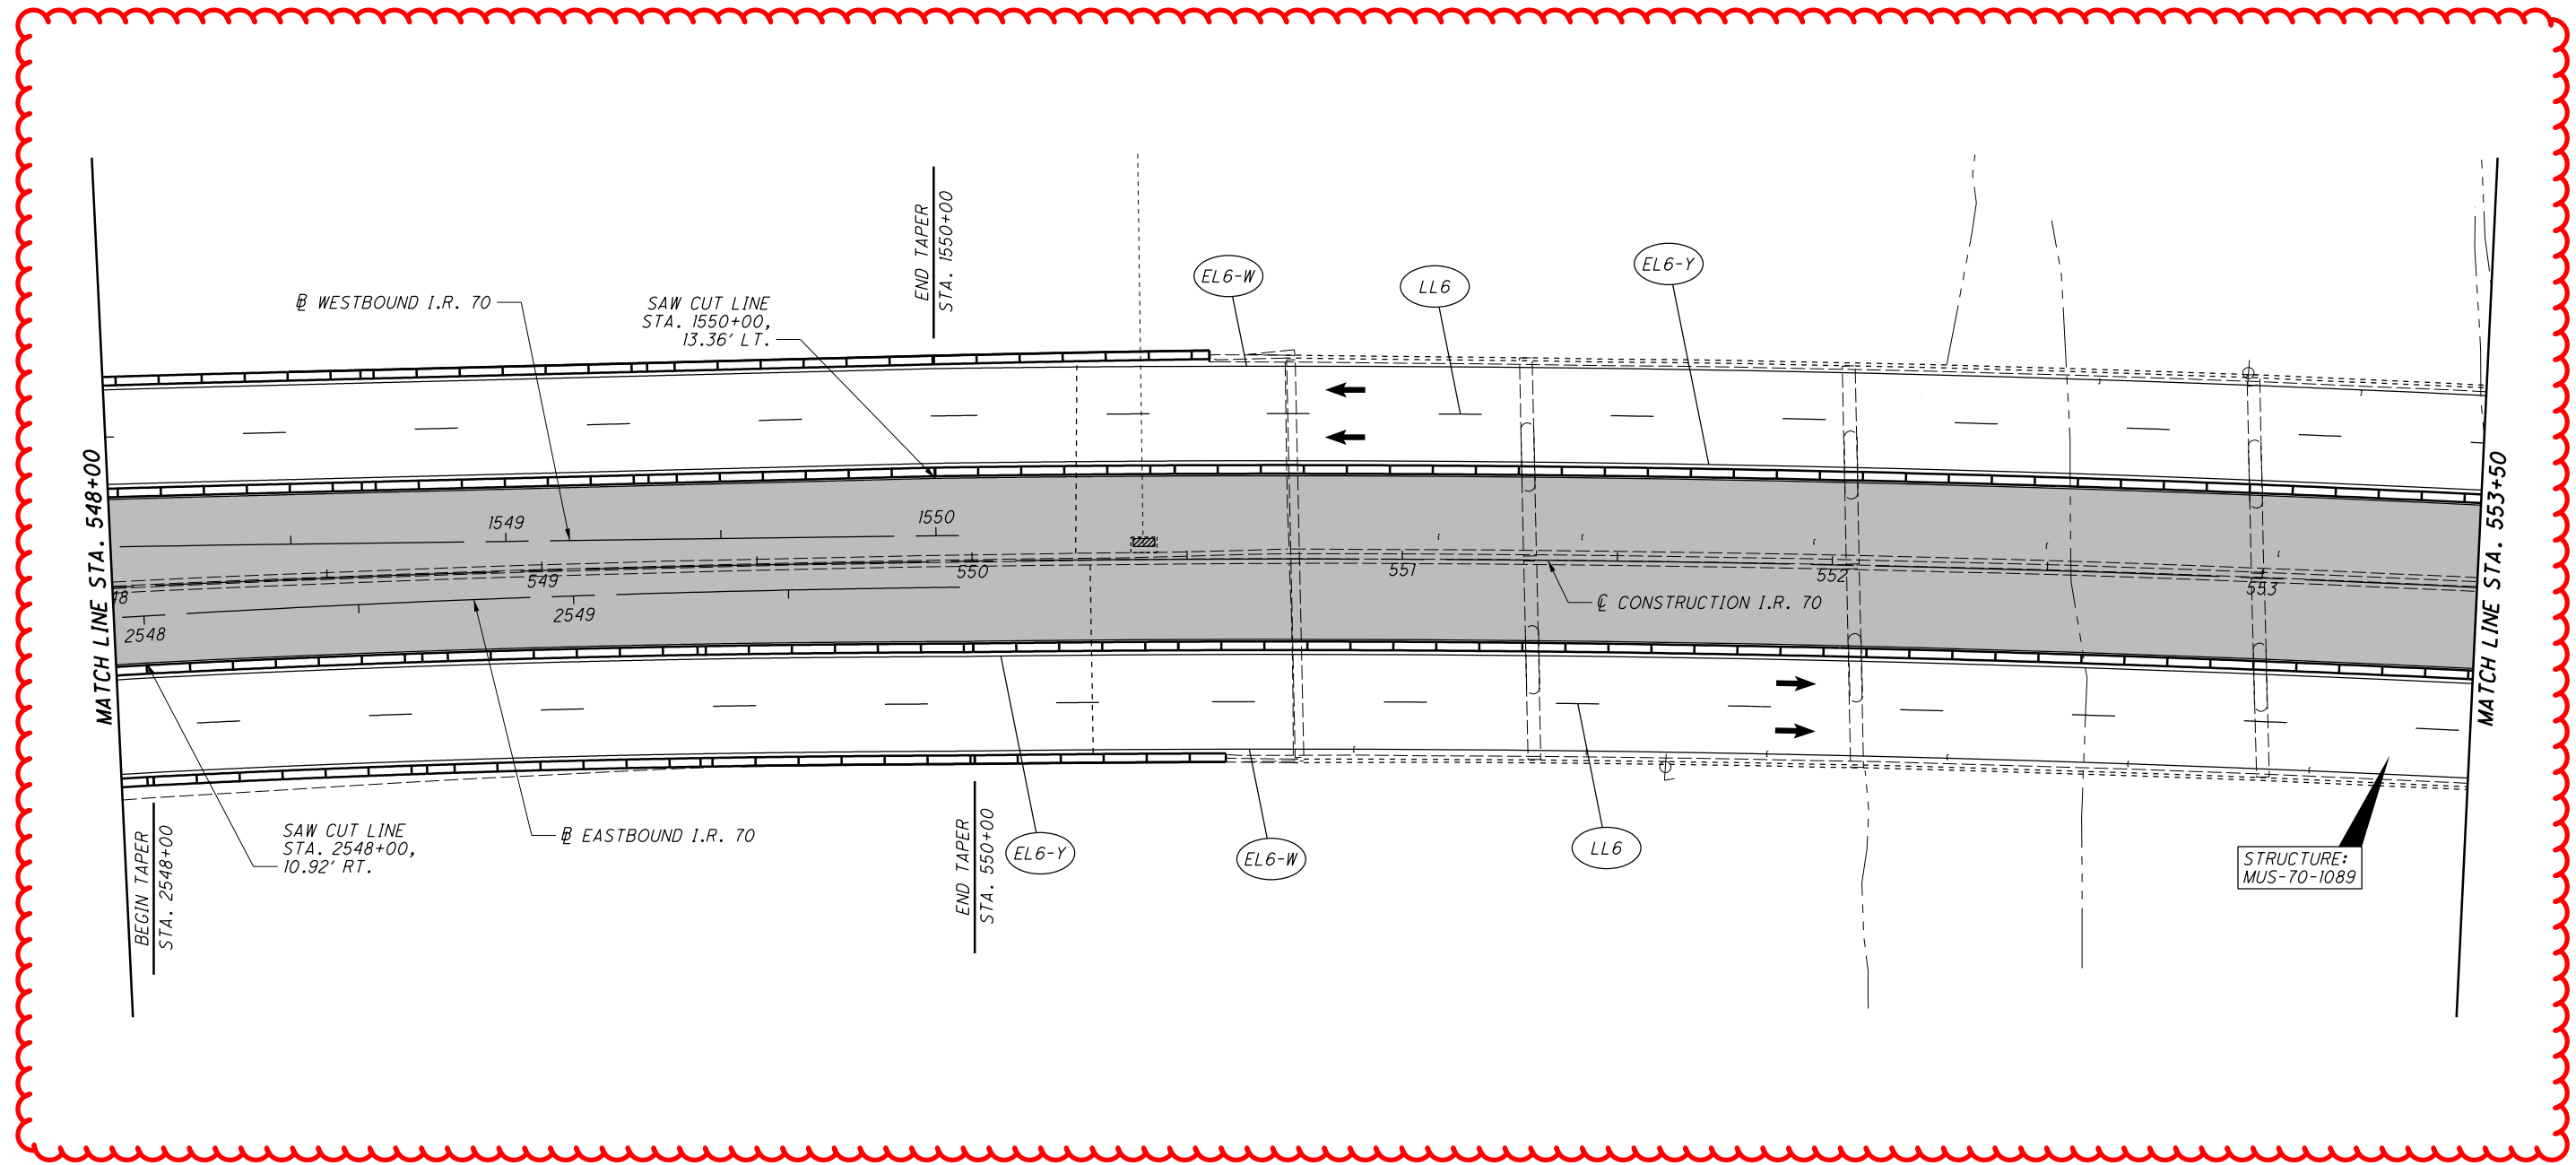 END TAPER
STA. 1550+00
EL6-W
LL6
EL6-Y
℄ WESTBOUND I.R. 70
SAW CUT LINE
STA. 1550+00,
13.36' LT.
MATCH LINE STA. 548+00
MATCH LINE STA. 553+50
1549
1550
549
550
551
552
553
48
2548
2549
℄ CONSTRUCTION I.R. 70
BEGIN TAPER
STA. 2548+00
SAW CUT LINE
STA. 2548+00,
10.92' RT.
℄ EASTBOUND I.R. 70
END TAPER
STA. 550+00
EL6-Y
EL6-W
LL6
STRUCTURE:
MUS-70-1089